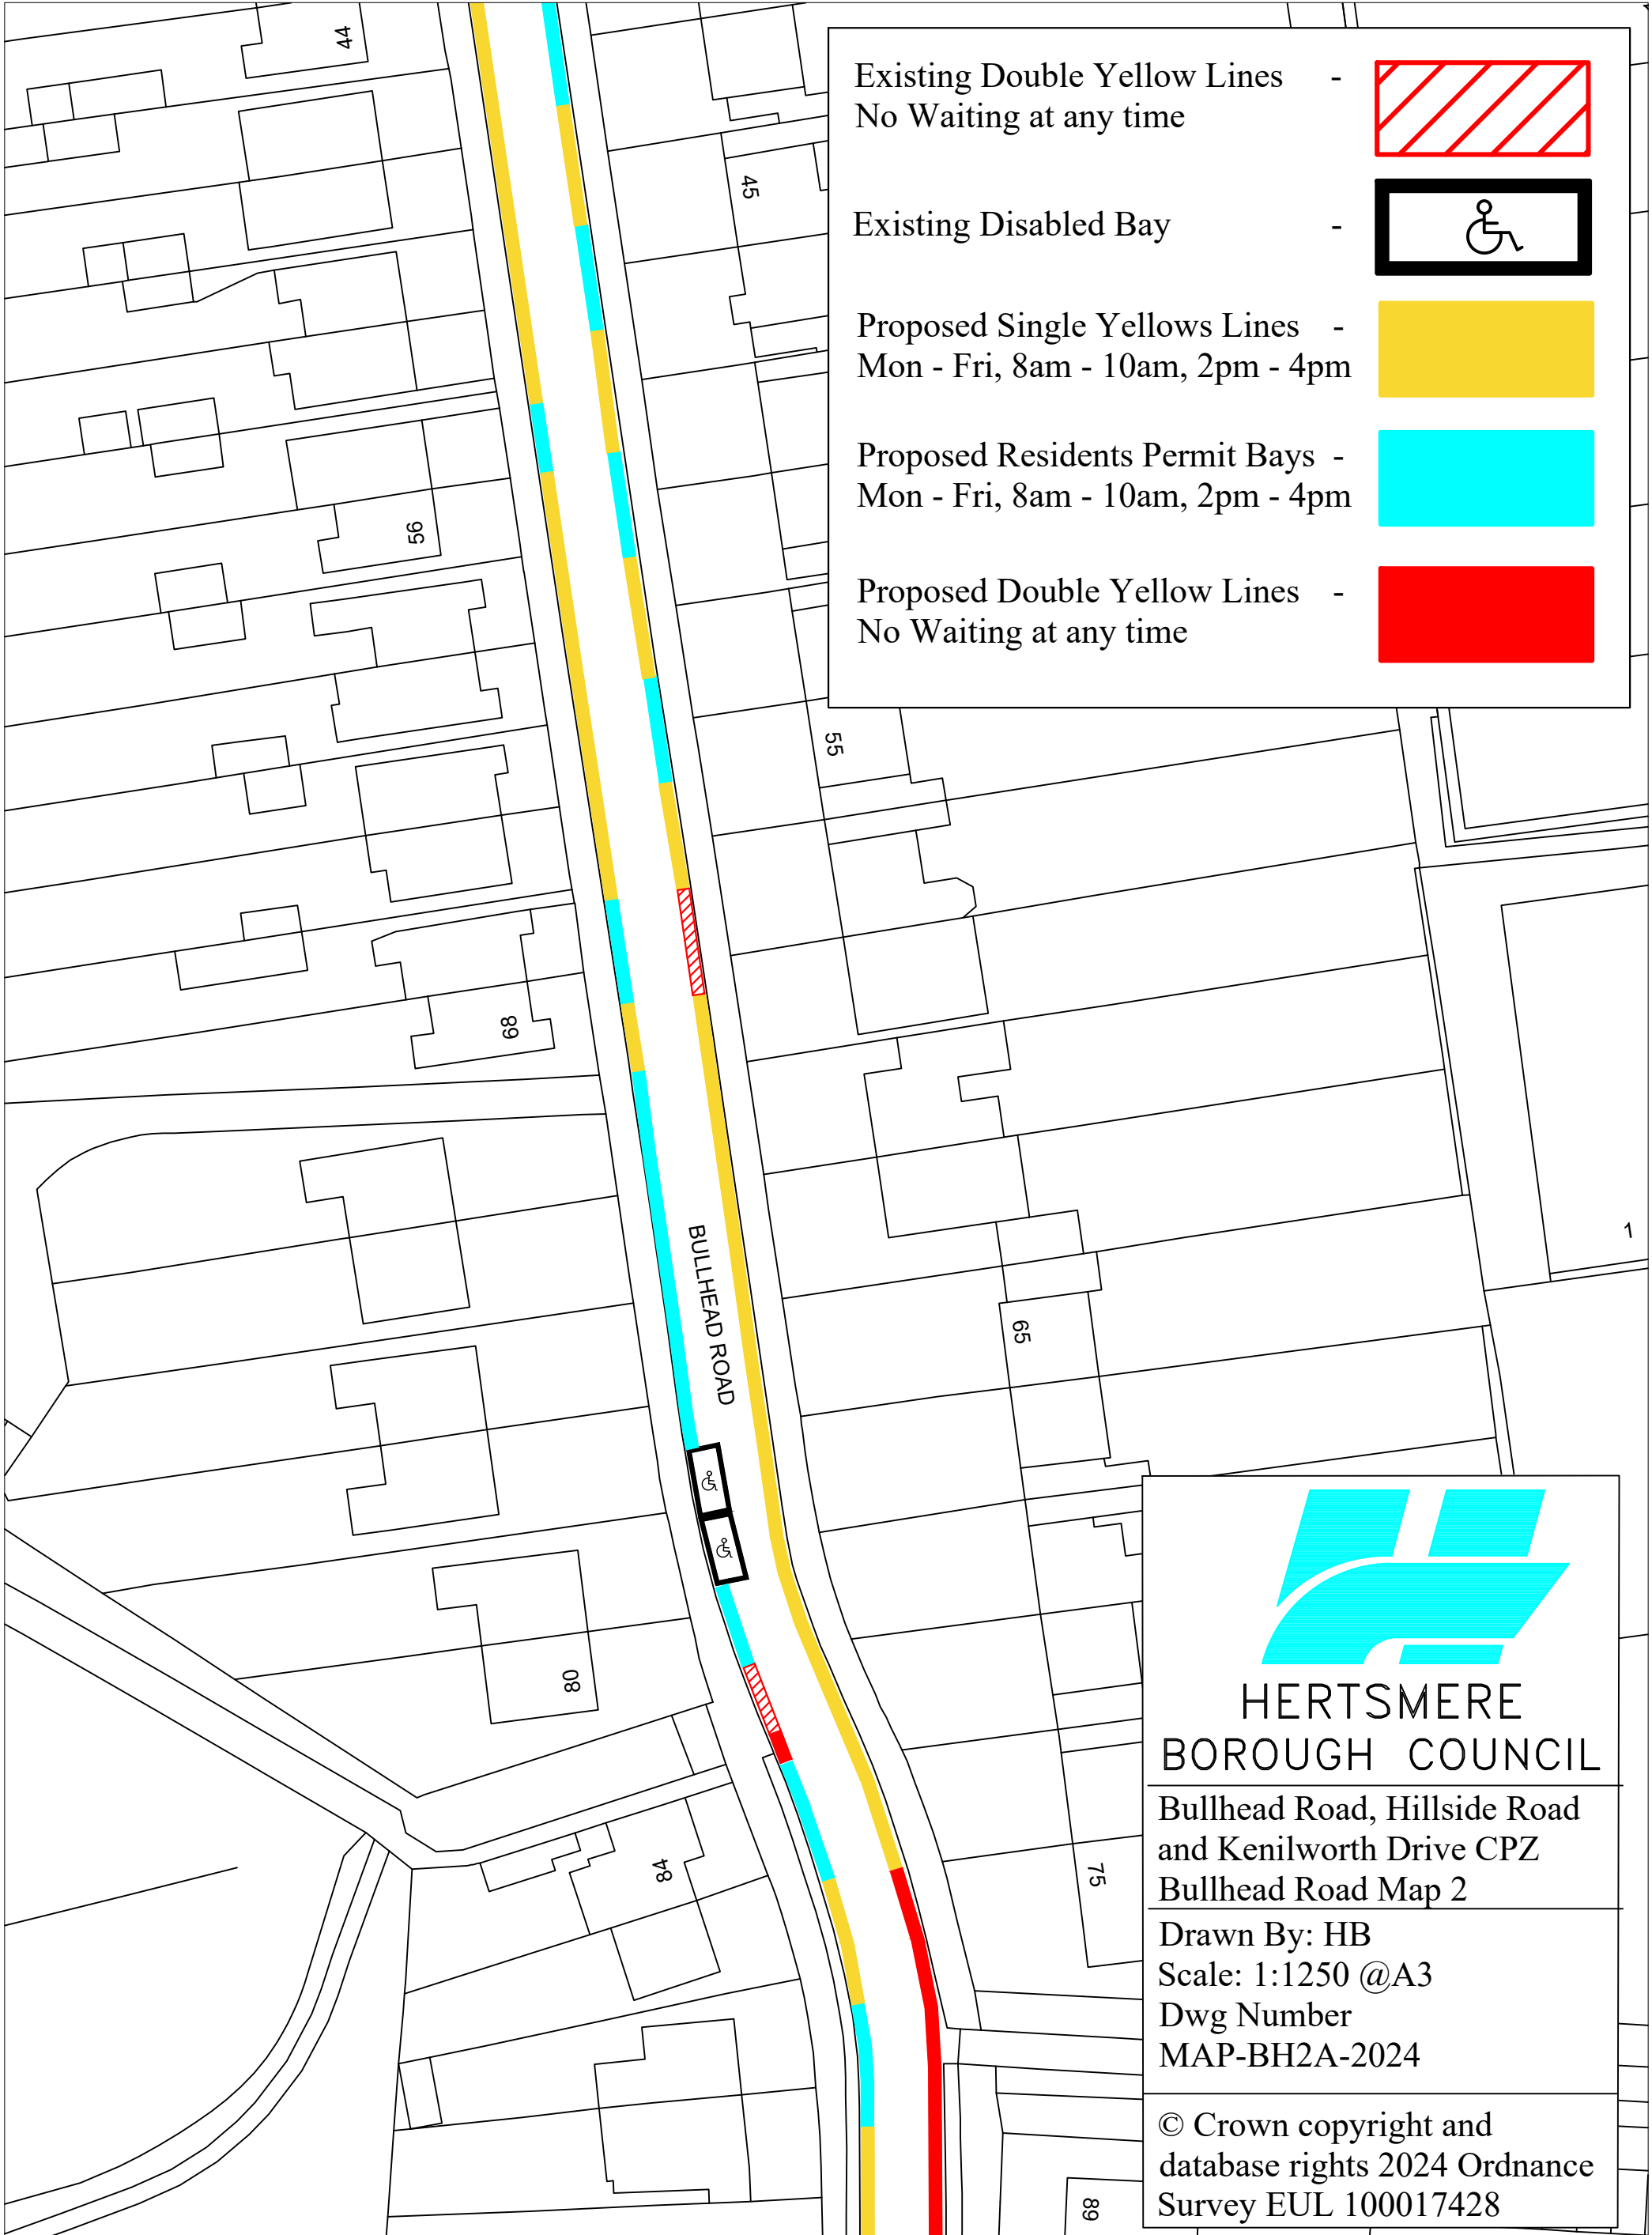 Existing Double Yellow Lines -
No Waiting at any time
Existing Disabled Bay -
Proposed Single Yellows Lines -
Mon - Fri, 8am - 10am, 2pm - 4pm
Proposed Residents Permit Bays -
Mon - Fri, 8am - 10am, 2pm - 4pm
Proposed Double Yellow Lines -
No Waiting at any time
44
45
56
55
68
1
BULLHEAD ROAD
65
80
84
75
89
HERTSMERE
BOROUGH COUNCIL
Bullhead Road, Hillside Road
and Kenilworth Drive CPZ
Bullhead Road Map 2
Drawn By: HB
Scale: 1:1250 @A3
Dwg Number
MAP-BH2A-2024
© Crown copyright and
database rights 2024 Ordnance
Survey EUL 100017428